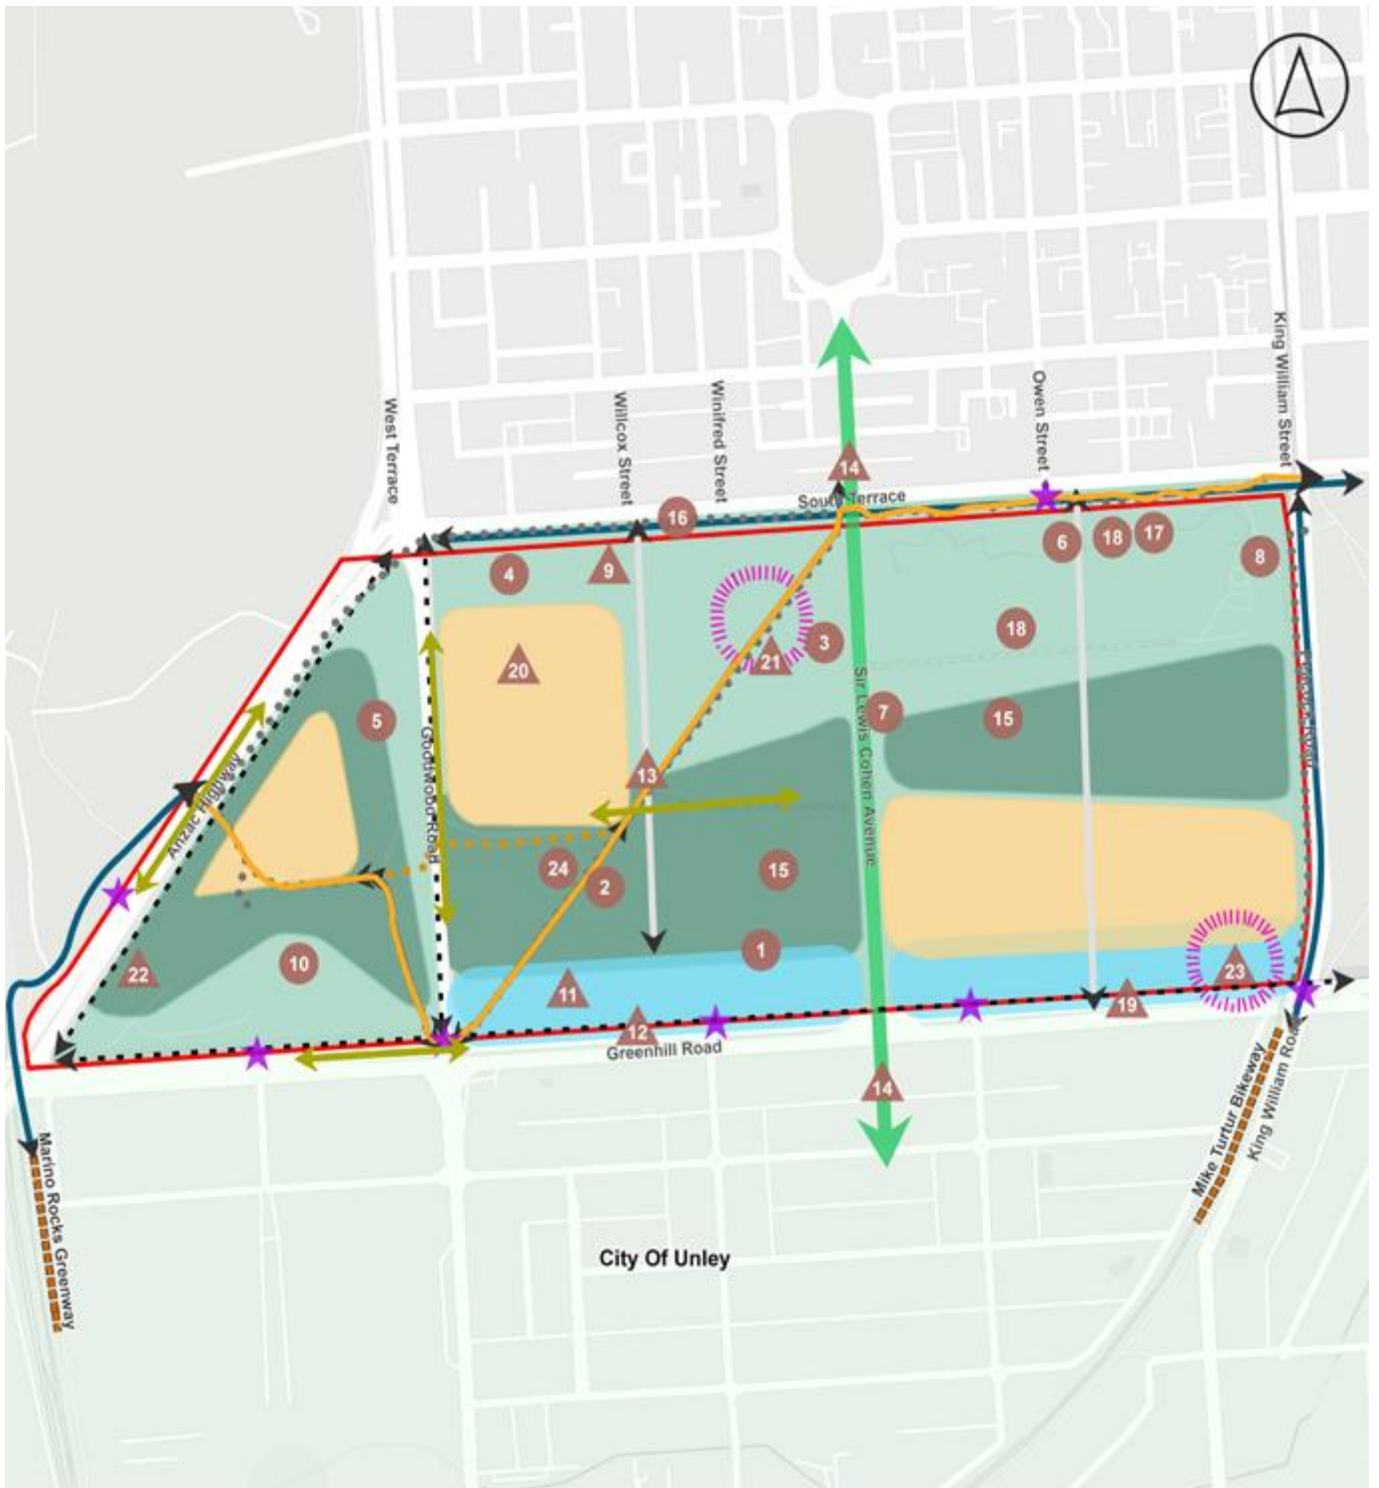 King William Street
Owen Street
Winifred Street
Willcox Street
West Terrace
14
South Terrace
16
6
18
17
8
4
9
18
3
21
20
5
7
15
Sir Lewis Cohen Avenue
Goodwood Road
13
Anzac Highway
24
2
15
1
10
22
11
23
19
12
Greenhill Road
14
King William Road
Mike Turtur Bikeway
Marino Rocks Greenway
City Of Unley